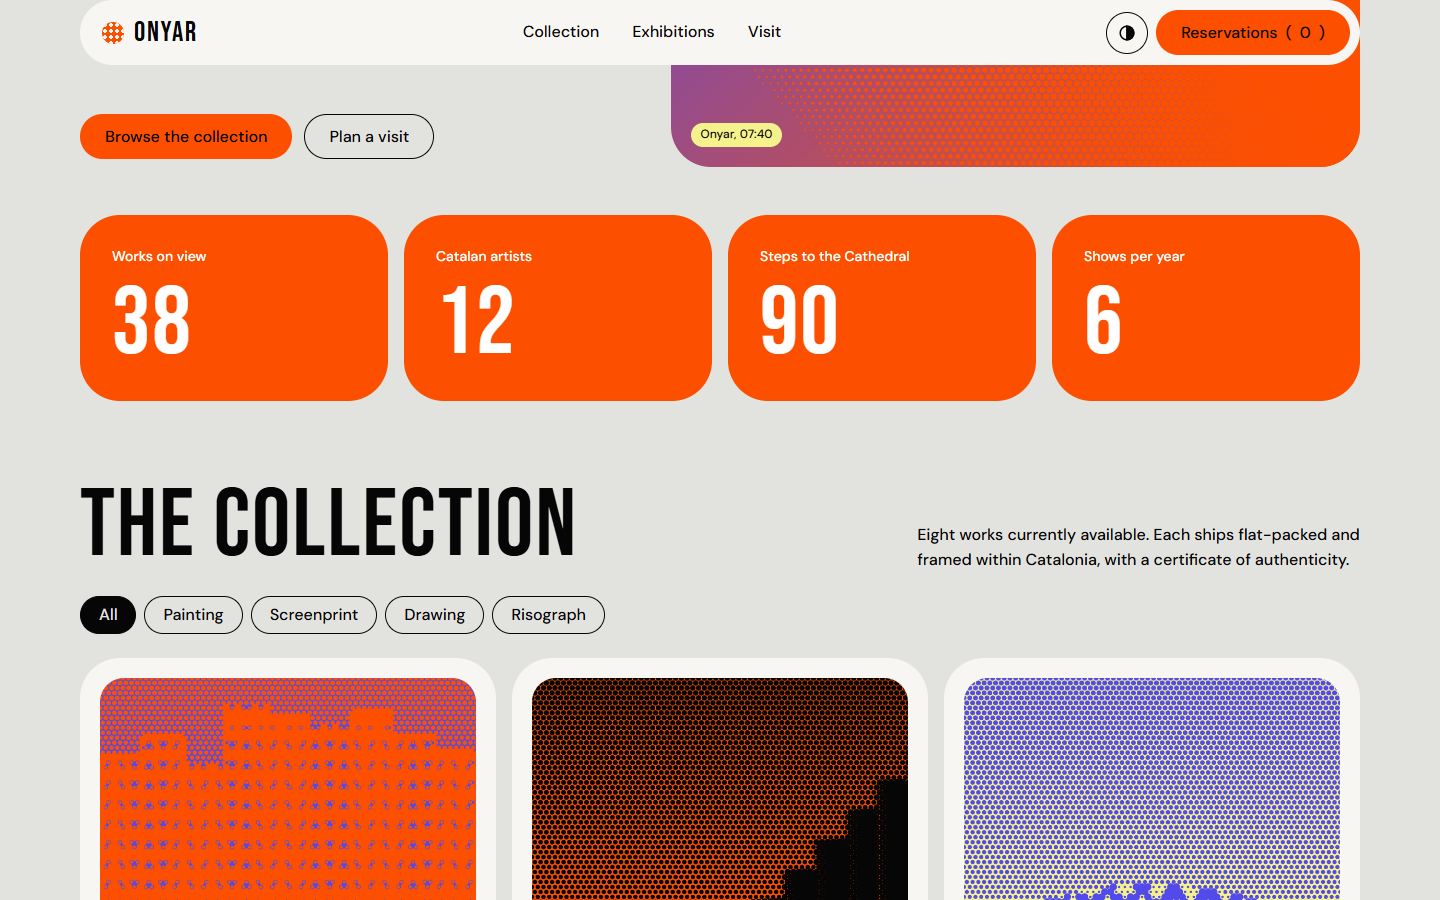 ONYAR
Collection
Exhibitions
Visit
Reservations ( 0 )
Browse the collection
Plan a visit
Onyar, 07:40
Works on view
38
Catalan artists
12
Steps to the Cathedral
90
Shows per year
6
THE COLLECTION
Eight works currently available. Each ships flat-packed and
framed within Catalonia, with a certificate of authenticity.
All
Painting
Screenprint
Drawing
Risograph